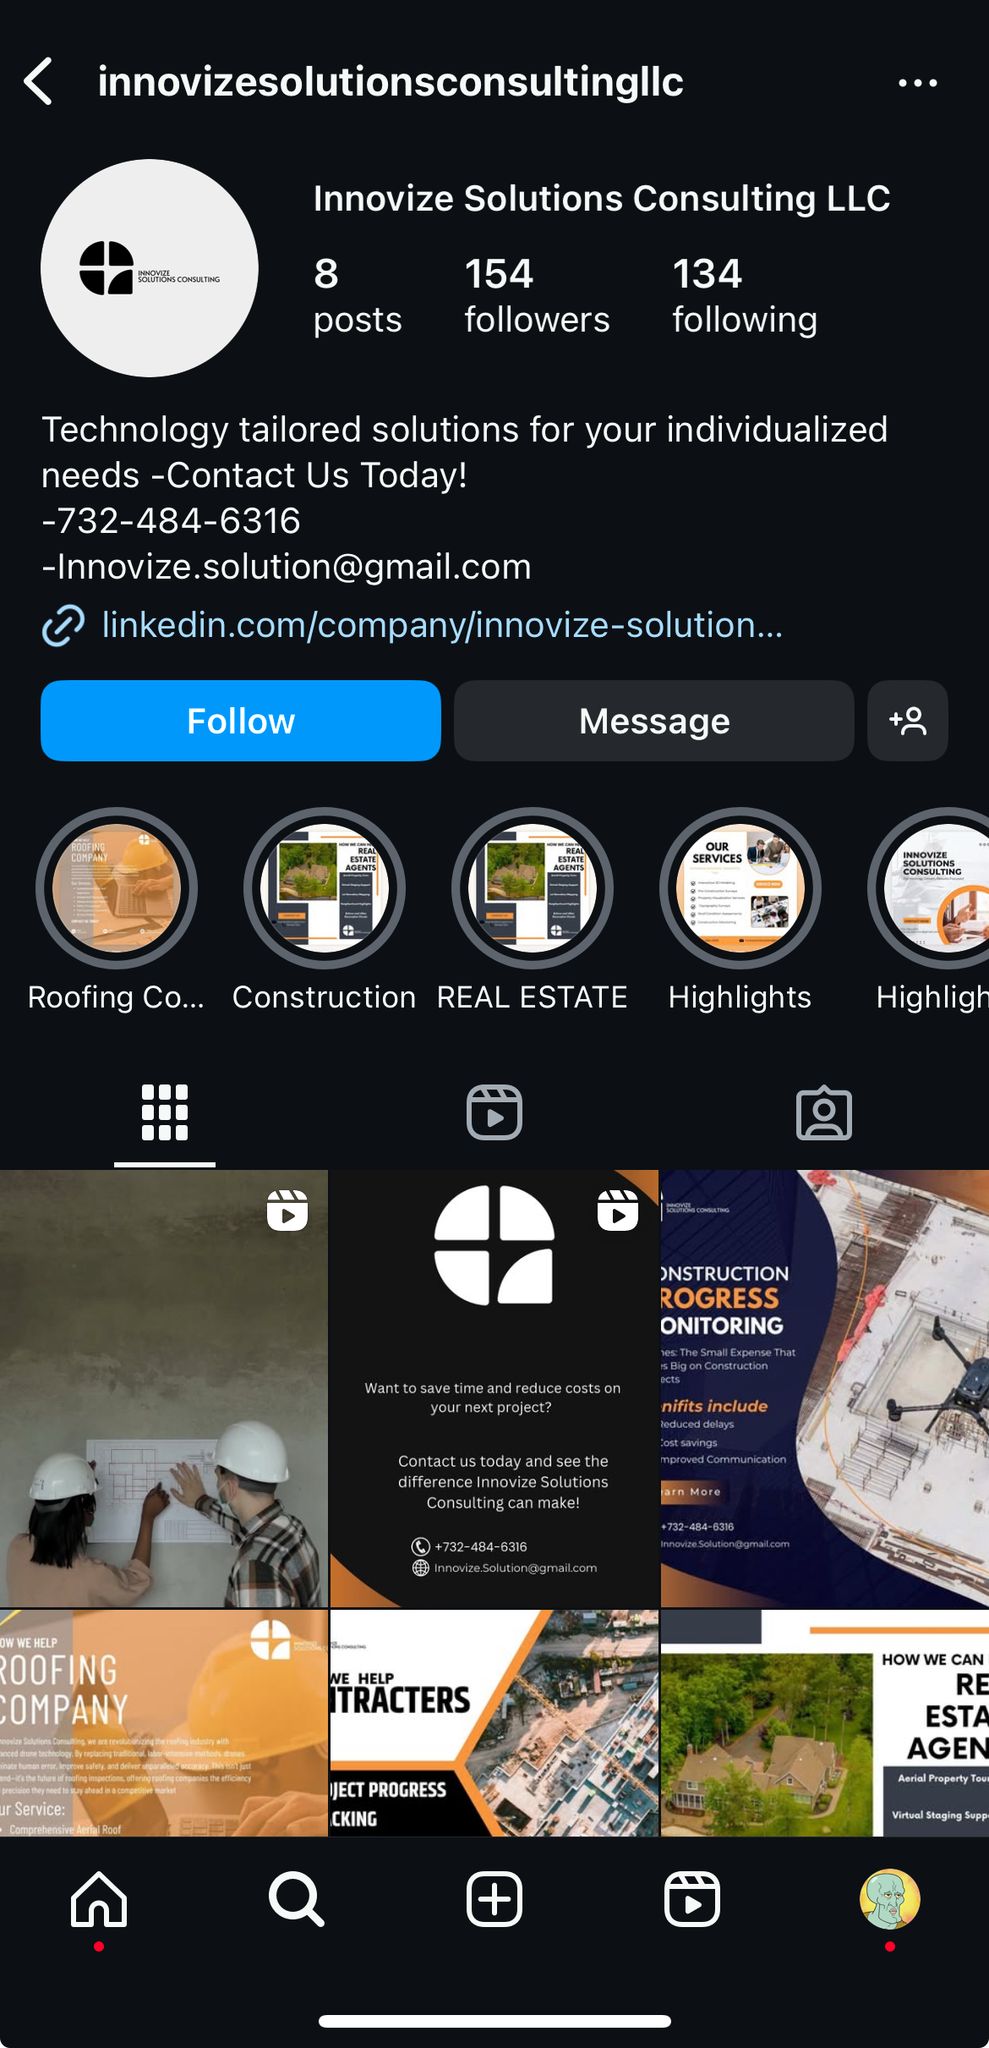 innovizesolutionsconsultingllc
INNOVIZE
SOLUTIONS CONSULTING
Innovize Solutions Consulting LLC
8
posts
154
followers
134
following
Technology tailored solutions for your individualized
needs -Contact Us Today!
-732-484-6316
-Innovize.solution@gmail.com
linkedin.com/company/innovize-solution...
Follow
Message
ROOFING
COMPANY
REAL
ESTATE
AGENTS
REAL
ESTATE
AGENTS
OUR
SERVICES
INNOVIZE
SOLUTIONS
CONSULTING
Roofing Co...
Construction
REAL ESTATE
Highlights
Highligh
Want to save time and reduce costs on
your next project?
Contact us today and see the
difference Innovize Solutions
Consulting can make!
+732-484-6316
Innovize.Solution@gmail.com
INNOVIZE
SOLUTIONS CONSULTING
ONSTRUCTION
ROGRESS
ONITORING
nes: The Small Expense That
es Big on Construction
ects
nifits include
Reduced delays
Cost savings
mproved Communication
arn More
+732-484-6316
Innovize.Solution@gmail.com
OW WE HELP
ROOFING
COMPANY
nnovize Solutions Consulting, we are revolutionizing the roofing industry with
anced drone technology. By replacing traditional, labor-intensive methods, drones
minate human error, improve safety, and deliver unparalleled accuracy. This isn't just
end—it's the future of roofing inspections, offering roofing companies the efficiency
precision they need to stay ahead in a competitive market
ur Service:
Comprehensive Aerial Roof
WE HELP
NTRACTERS
JECT PROGRESS
CKING
HOW WE CAN
RE
ESTA
AGEN
Aerial Property Tour
Virtual Staging Suppo